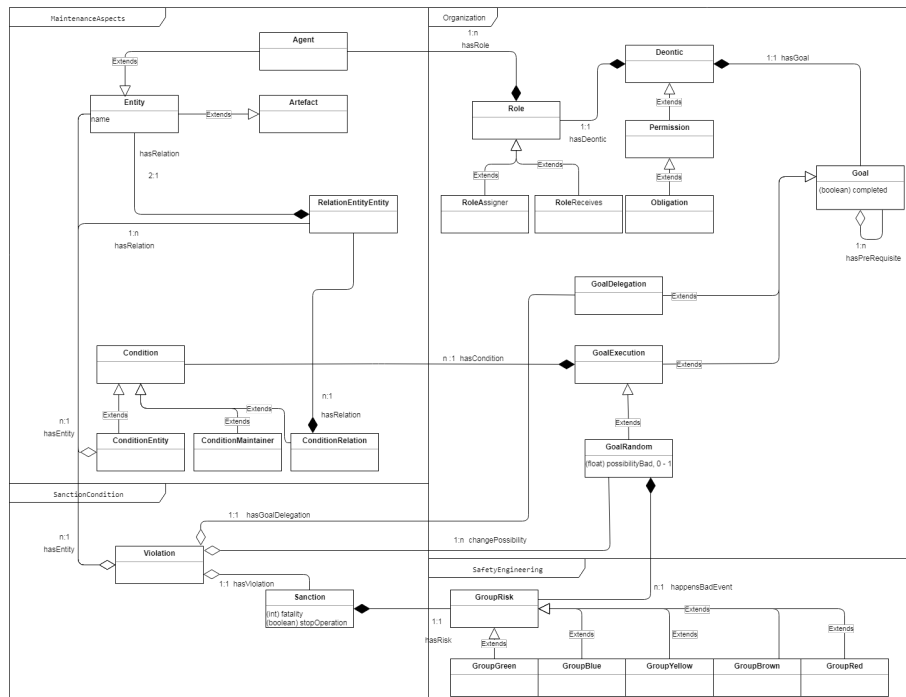 MaintenanceAspects
Organization
Agent
1:n
hasRole
Deontic
1:1 hasGoal
Extends
Entity
name
Extends
Artefact
Role
1:1
hasDeontic
Extends
Permission
hasRelation
2:1
Extends
Extends
Extends
Goal
(boolean) completed
RelationEntityEntity
RoleAssigner
RoleReceives
Obligation
1:n
hasRelation
1:n
hasPreRequisite
GoalDelegation
Extends
Condition
n :1 hasCondition
GoalExecution
Extends
n:1
hasRelation
Extends
Extends
Extends
Extends
n:1
hasEntity
ConditionEntity
ConditionMaintainer
ConditionRelation
GoalRandom
(float) possibilityBad, 0 - 1
SanctionCondition
1:1 hasGoalDelegation
n:1
hasEntity
1:n changePossibility
Violation
SafetyEngineering
1:1 hasViolation
n:1 happensBadEvent
Sanction
(int) fatality
(boolean) stopOperation
GroupRisk
1:1
hasRisk
Extends
Extends
Extends
Extends
Extends
Extends
GroupGreen
GroupBlue
GroupYellow
GroupBrown
GroupRed